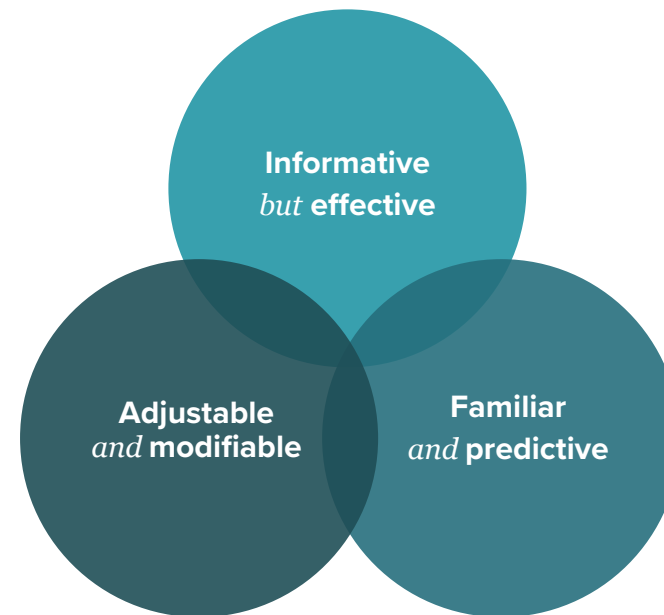 Informative
but effective
Adjustable
and modifiable
Familiar
and predictive